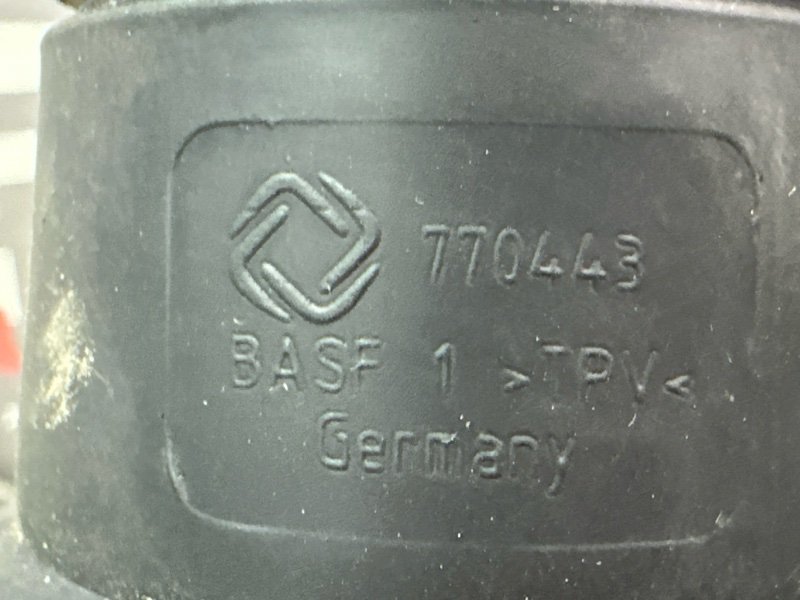 770443
BASF 1 >TPV<
Germany